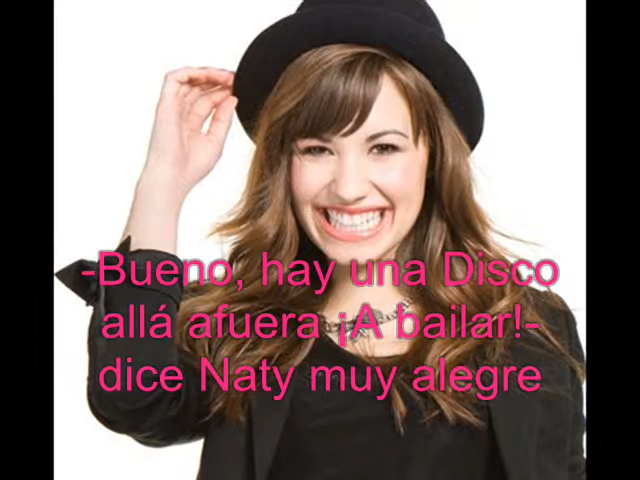 -Bueno, hay una Disco
allá afuera ¡A bailar!-
dice Naty muy alegre